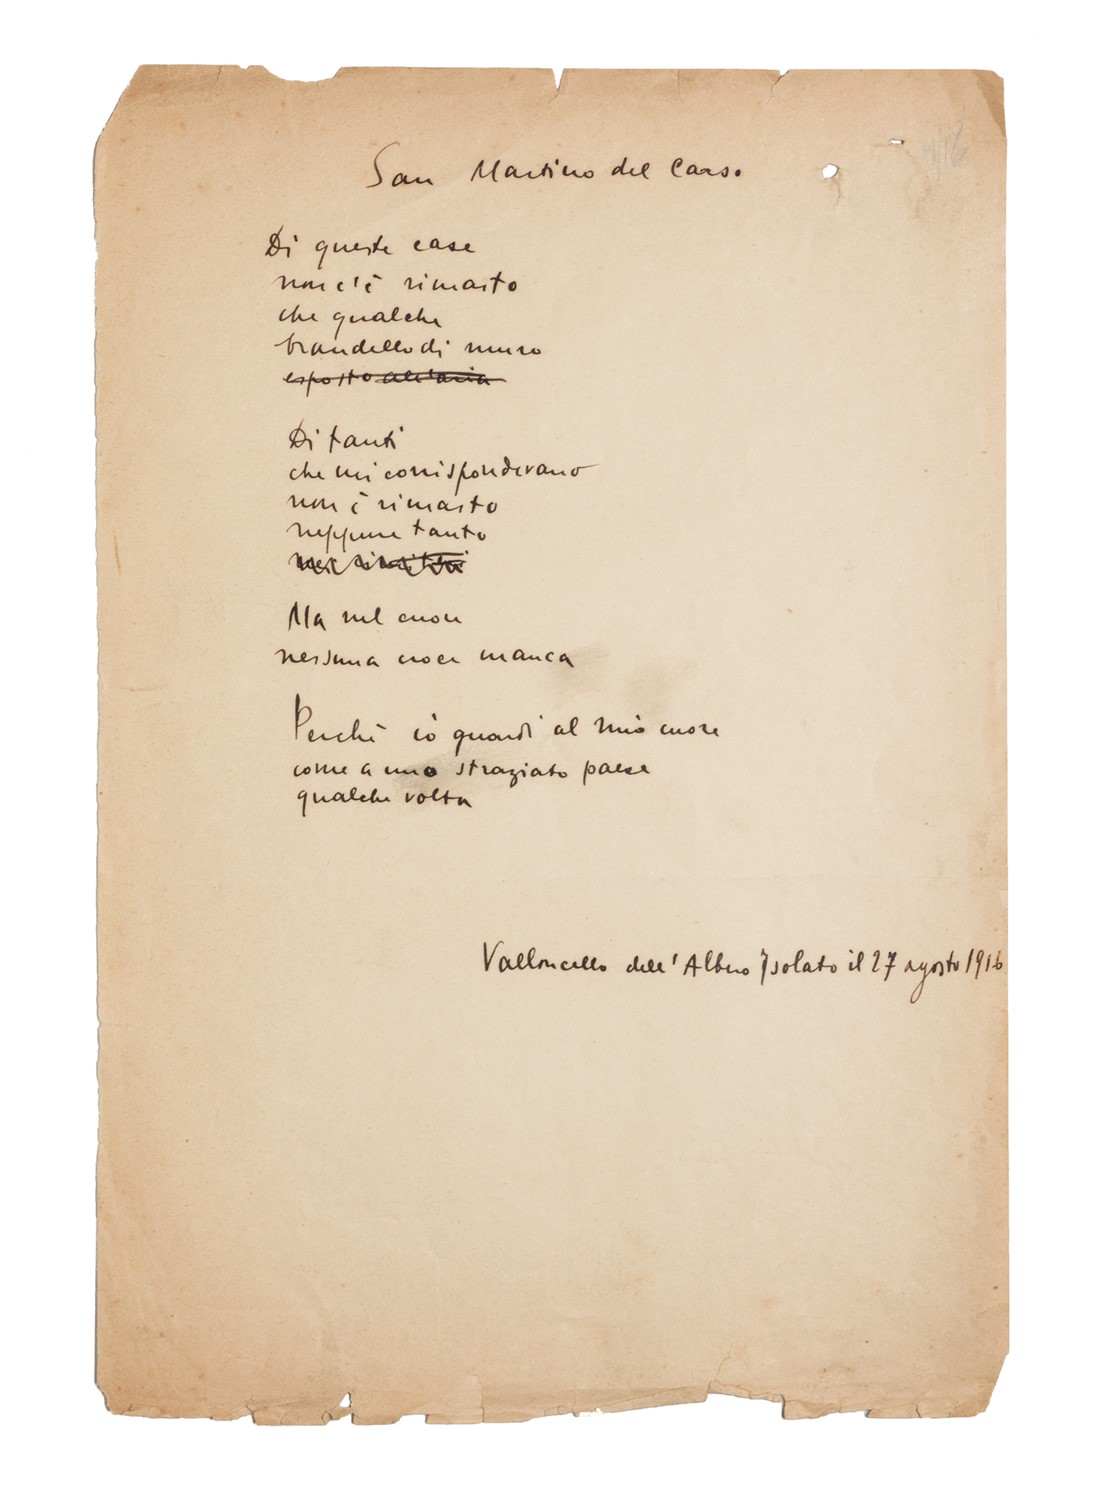 San Martino del Carso
Di queste case
non c'è rimasto
che qualche
brandello di muro
esposto all'aria
Di tanti
che mi corrispondevano
non è rimasto
neppure tanto
nei cimiteri
Ma nel cuore
nessuna croce manca
Perchè io guardi al mio cuore
come a uno straziato paese
qualche volta
Valloncello dell'Albero Isolato il 27 agosto 1916